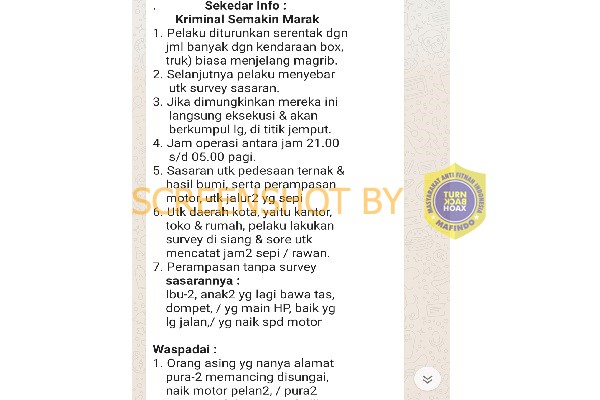 . Sekedar Info :
Kriminal Semakin Marak
1. Pelaku diturunkan serentak dgn
jml banyak dgn kendaraan box,
truk) biasa menjelang magrib.
2. Selanjutnya pelaku menyebar
utk survey sasaran.
3. Jika dimungkinkan mereka ini
langsung eksekusi & akan
berkumpul lg, di titik jemput.
4. Jam operasi antara jam 21.00
s/d 05.00 pagi.
5. Sasaran utk pedesaan ternak &
hasil bumi, serta perampasan
motor, utk jalur2 yg sepi
6. Utk daerah kota, yaitu kantor,
toko & rumah, pelaku lakukan
survey di siang & sore utk
mencatat jam2 sepi / rawan.
7. Perampasan tanpa survey
sasarannya :
Ibu-2, anak2 yg lagi bawa tas,
dompet, / yg main HP, baik yg
lg jalan,/ yg naik spd motor
Waspadai :
1. Orang asing yg nanya alamat
pura-2 memancing disungai,
naik motor pelan2, / pura2
SCREENSHOT BY
MASYARAKAT ANTI FITNAH INDONESIA
TURN
BACK
HOAX
MAFINDO